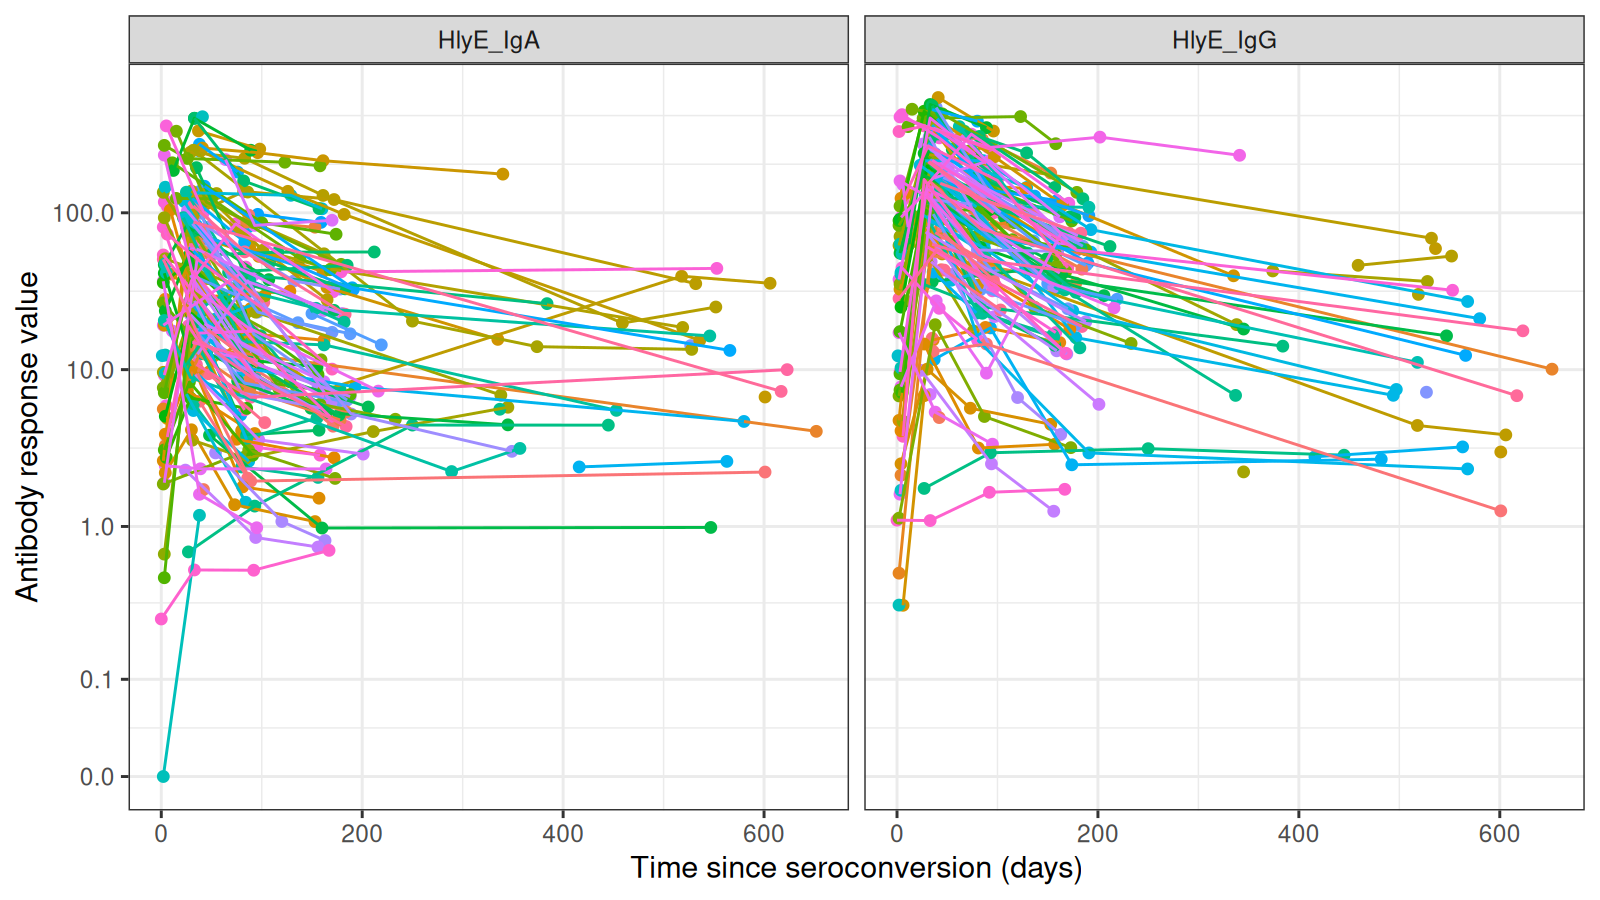 HlyE_IgA HlyE_IgG
Antibody response value
100.0
10.0
1.0
0.1
0.0
0 200 400 600 0 200 400 600
Time since seroconversion (days)